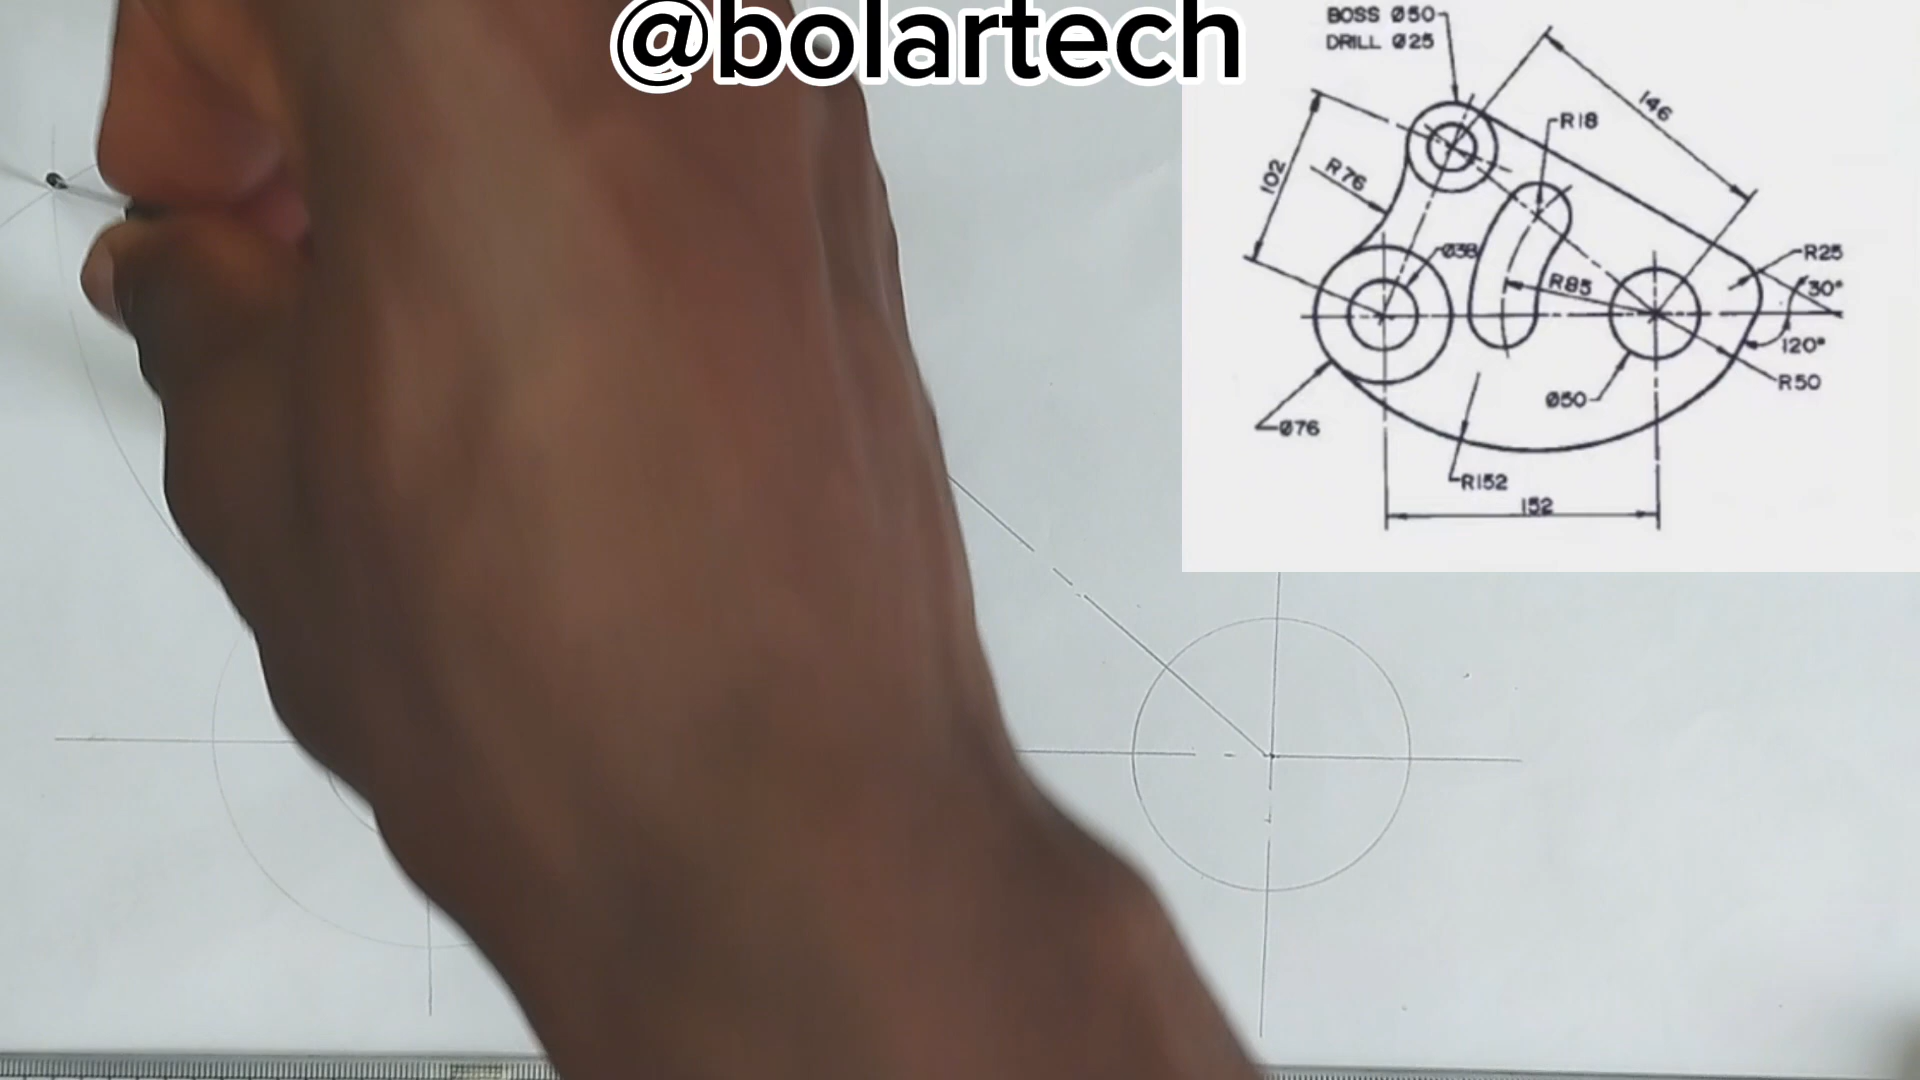 @bolartech
BOSS Ø50
DRILL Ø25
146
R18
102
R76
Ø38
R85
R25
30°
120°
R50
Ø50
Ø76
R152
152